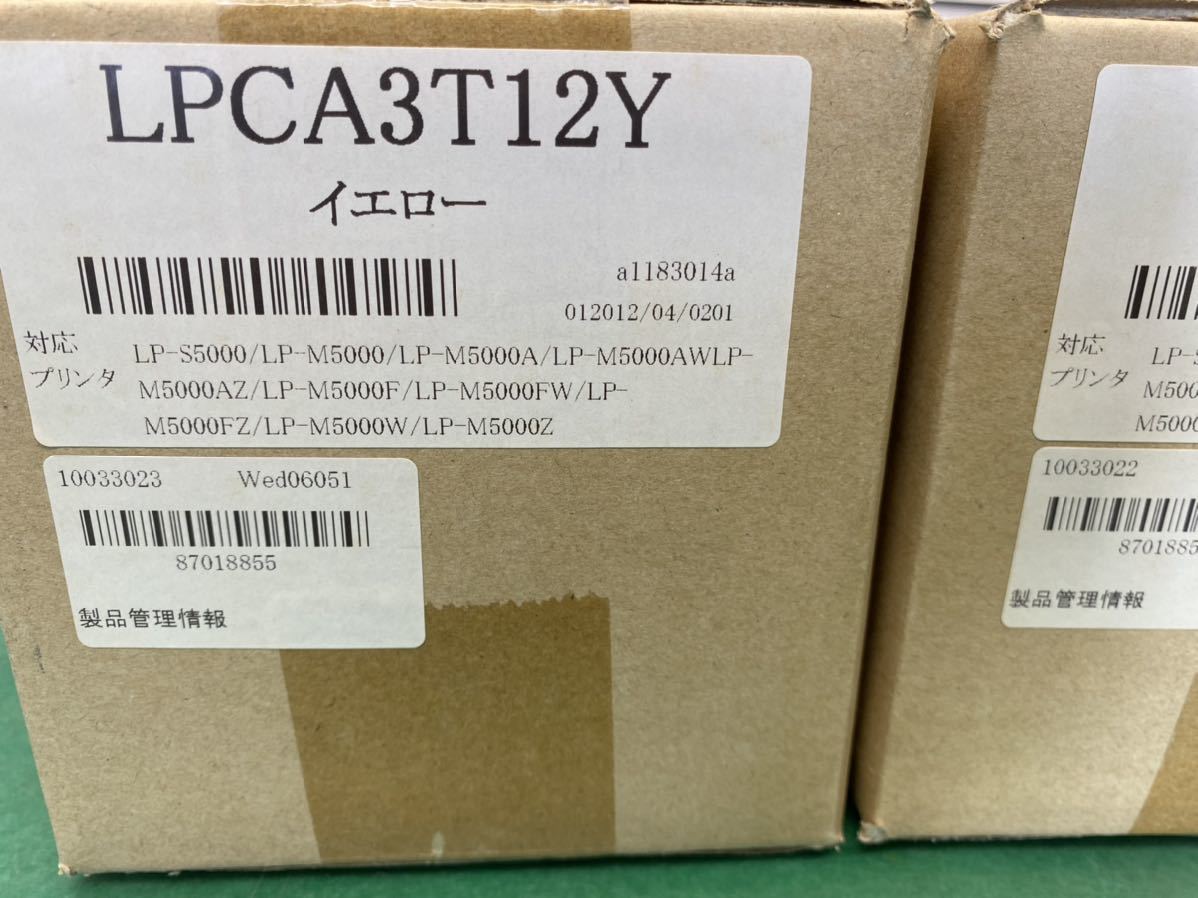 LPCA3T12Y
イエロー
a1183014a
012012/04/0201
対応
プリンタ
LP-S5000/LP-M5000/LP-M5000A/LP-M5000AWLP-
M5000AZ/LP-M5000F/LP-M5000FW/LP-
M5000FZ/LP-M5000W/LP-M5000Z
10033023 Wed06051
87018855
製品管理情報
対応
プリンタ
LP-S
M500
M5000
10033022
8701885
製品管理情報